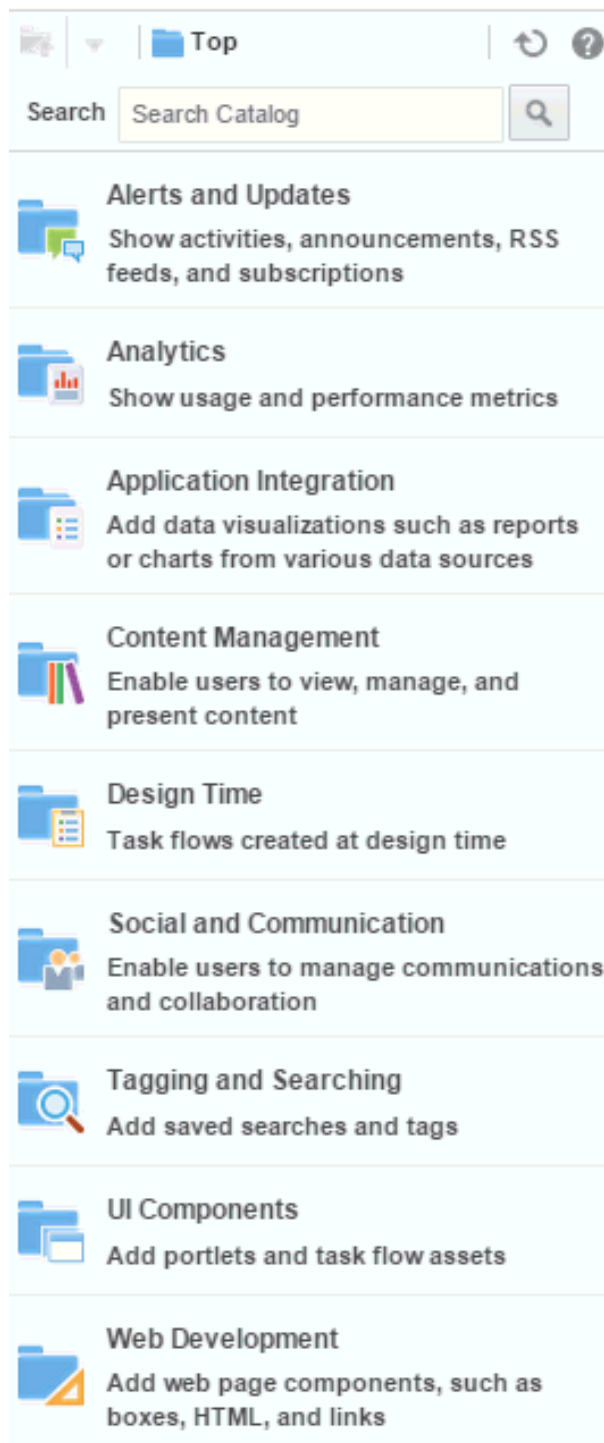 Top
Search Search Catalog
Alerts and Updates
Show activities, announcements, RSS
feeds, and subscriptions
Analytics
Show usage and performance metrics
Application Integration
Add data visualizations such as reports
or charts from various data sources
Content Management
Enable users to view, manage, and
present content
Design Time
Task flows created at design time
Social and Communication
Enable users to manage communications
and collaboration
Tagging and Searching
Add saved searches and tags
UI Components
Add portlets and task flow assets
Web Development
Add web page components, such as
boxes, HTML, and links